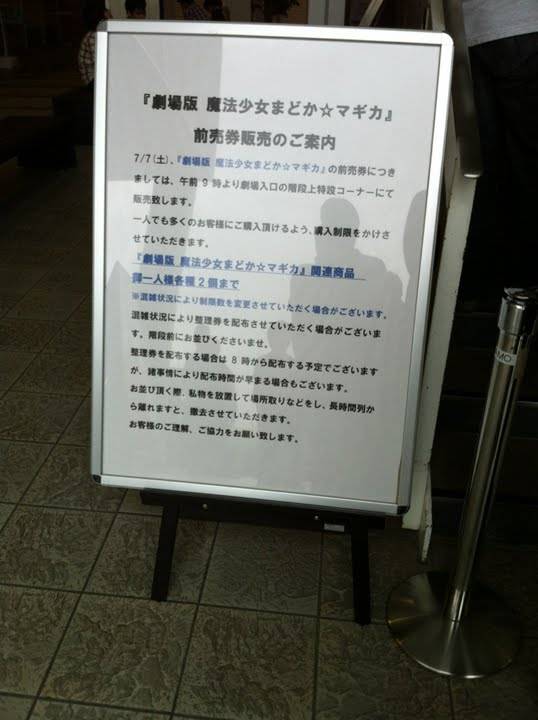 『劇場版 魔法少女まどか☆マギカ』
前売券販売のご案内
7/7(土)、『劇場版 魔法少女まどか☆マギカ』の前売券につき
ましては、午前９時より劇場入口の階段上特設コーナーにて
販売致します。
一人でも多くのお客様にご購入頂けるよう、購入制限をかけさ
せていただきます。
『劇場版 魔法少女まどか☆マギカ』関連商品
御一人様各種２個まで
※混雑状況により制限数を変更させていただく場合がございます。
混雑状況により整理券を配布させていただく場合がございま
す。階段前にお並びくださいませ。
整理券を配布する場合は８時から配布する予定でございます
が、諸事情により配布時間が早まる場合もございます。
お並び頂く際、私物を放置して場所取りなどをし、長時間列か
ら離れますと、撤去させていただきます。
お客様のご理解、ご協力をお願い致します。